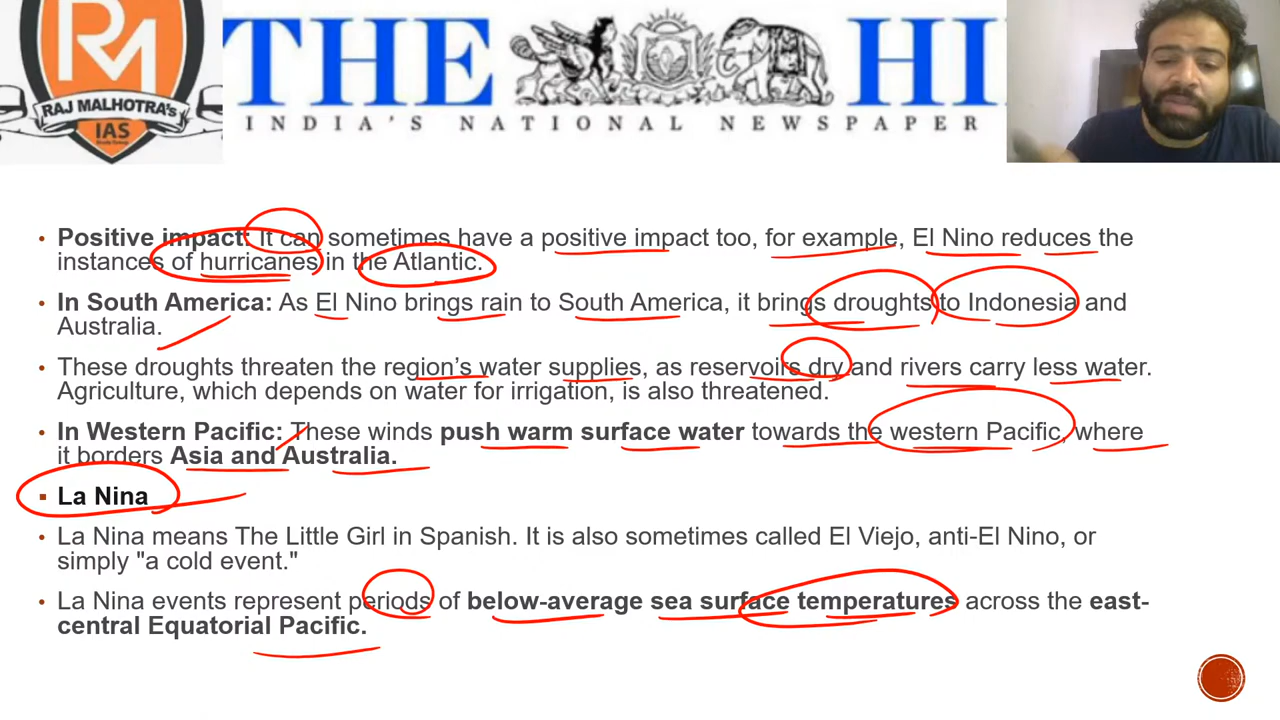 RM
RAJ MALHOTRA's
IAS
THE HI
INDIA'S NATIONAL NEWSPAPER
• Positive impact: It can sometimes have a positive impact too, for example, El Nino reduces the
instances of hurricanes in the Atlantic.
• In South America: As El Nino brings rain to South America, it brings droughts to Indonesia and
Australia.
These droughts threaten the region's water supplies, as reservoirs dry and rivers carry less water.
Agriculture, which depends on water for irrigation, is also threatened.
• In Western Pacific: These winds push warm surface water towards the western Pacific, where
it borders Asia and Australia.
▪ La Nina
• La Nina means The Little Girl in Spanish. It is also sometimes called El Viejo, anti-El Nino, or
simply "a cold event."
• La Nina events represent periods of below-average sea surface temperatures across the east-
central Equatorial Pacific.